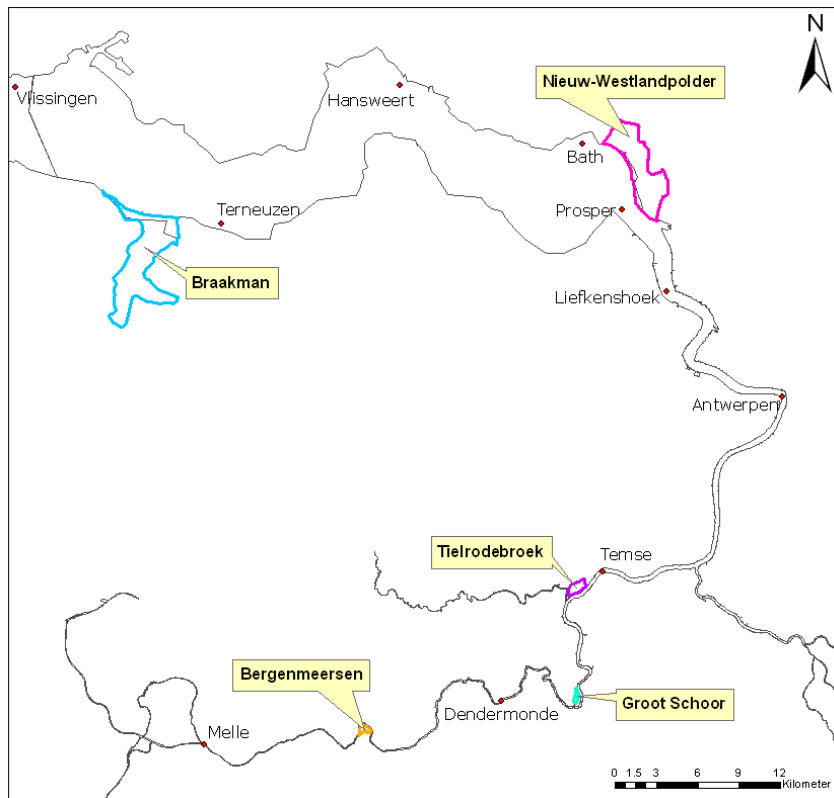 N
Nieuw-Westlandpolder
Vlissingen
Hansweert
Bath
Terneuzen
Prosper
Braakman
Liefkenshoek
Antwerpen
Tielrodebroek
Temse
Bergenmeersen
Dendermonde
Groot Schoor
Melle
0 1.5 3 6 9 12
Kilometer